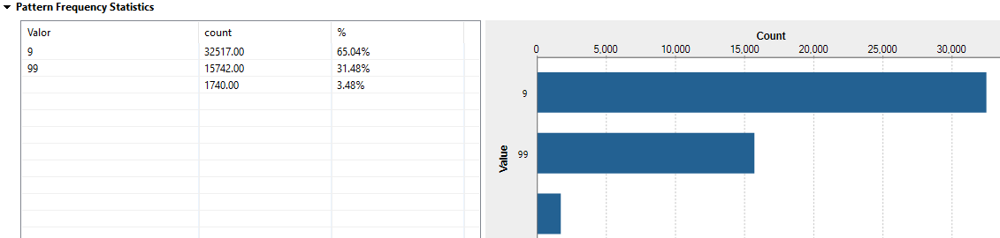 Pattern Frequency Statistics
Valor count %
9 32517.00 65.04%
99 15742.00 31.48%
1740.00 3.48%
Count
0 5,000 10,000 15,000 20,000 25,000 30,000
9
99
Value